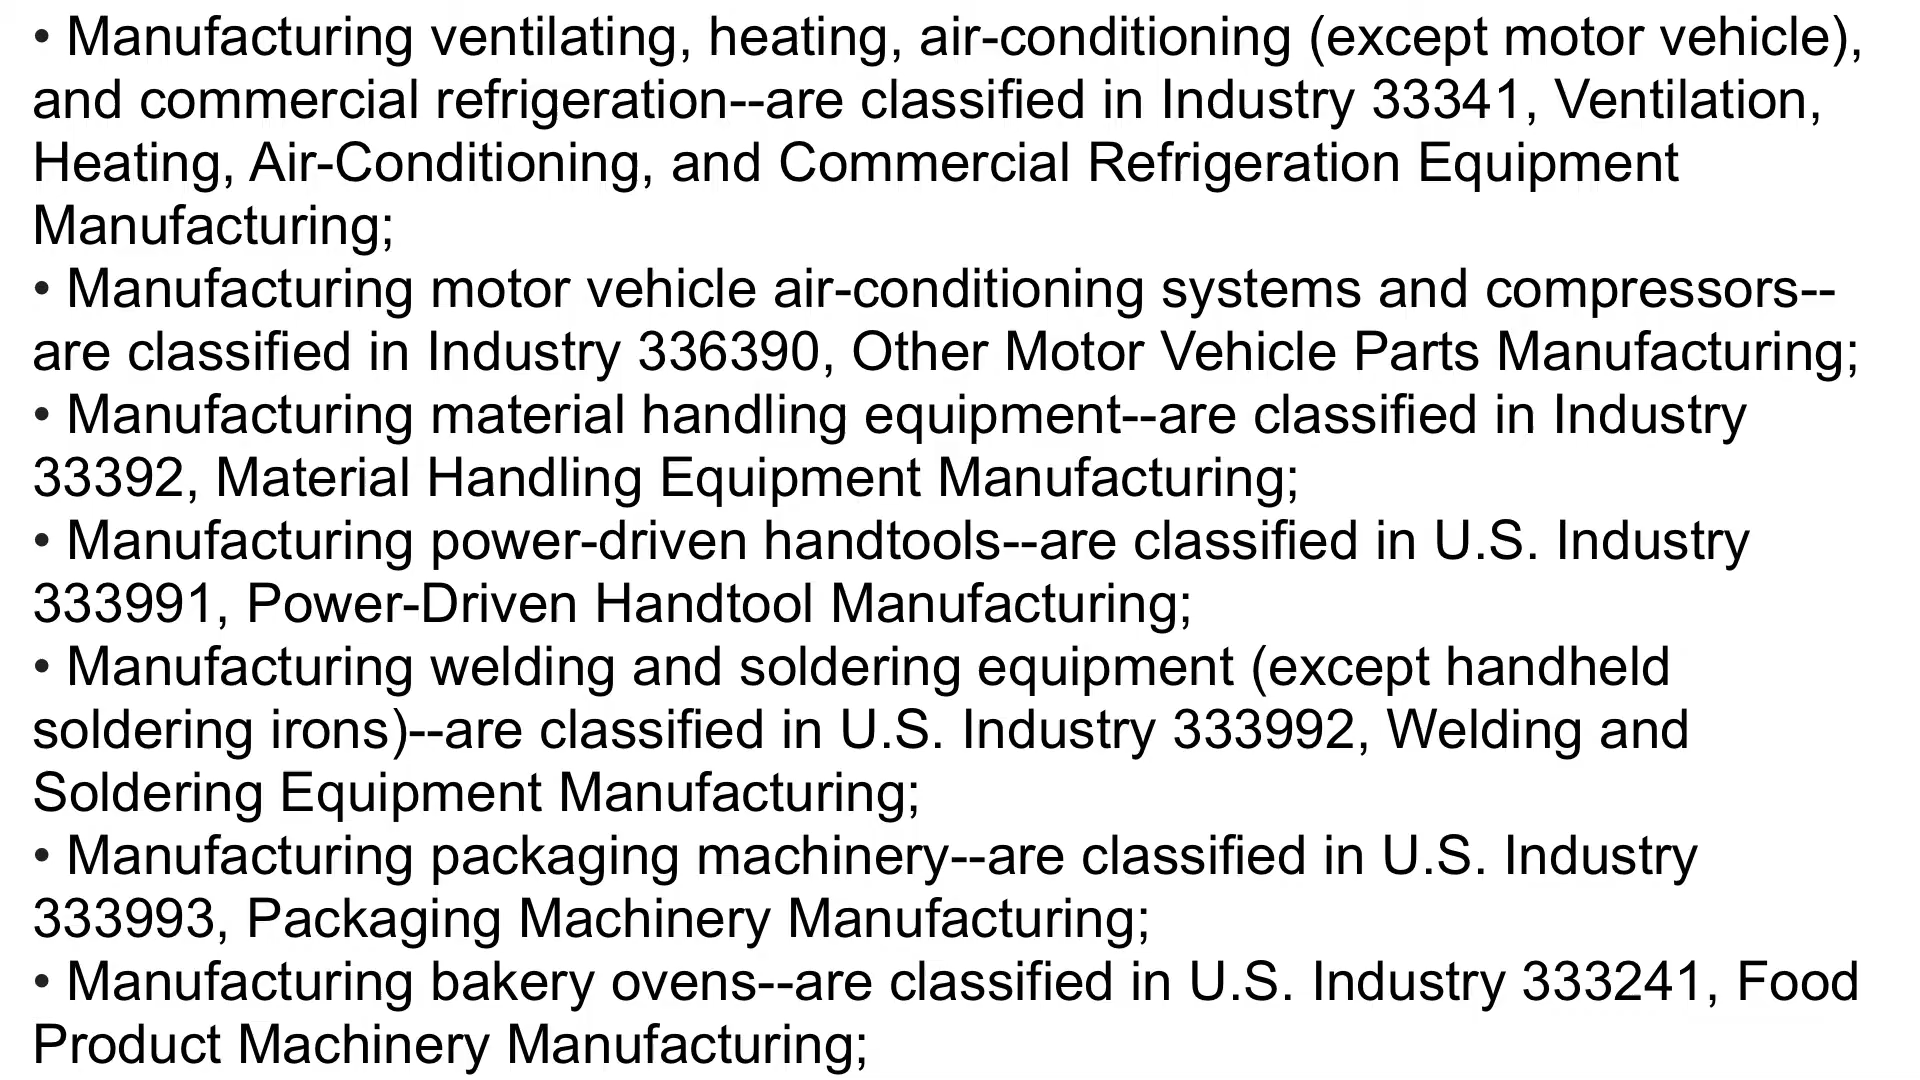 • Manufacturing ventilating, heating, air-conditioning (except motor vehicle),
and commercial refrigeration--are classified in Industry 33341, Ventilation,
Heating, Air-Conditioning, and Commercial Refrigeration Equipment
Manufacturing;
• Manufacturing motor vehicle air-conditioning systems and compressors--
are classified in Industry 336390, Other Motor Vehicle Parts Manufacturing;
• Manufacturing material handling equipment--are classified in Industry
33392, Material Handling Equipment Manufacturing;
• Manufacturing power-driven handtools--are classified in U.S. Industry
333991, Power-Driven Handtool Manufacturing;
• Manufacturing welding and soldering equipment (except handheld
soldering irons)--are classified in U.S. Industry 333992, Welding and
Soldering Equipment Manufacturing;
• Manufacturing packaging machinery--are classified in U.S. Industry
333993, Packaging Machinery Manufacturing;
• Manufacturing bakery ovens--are classified in U.S. Industry 333241, Food
Product Machinery Manufacturing;